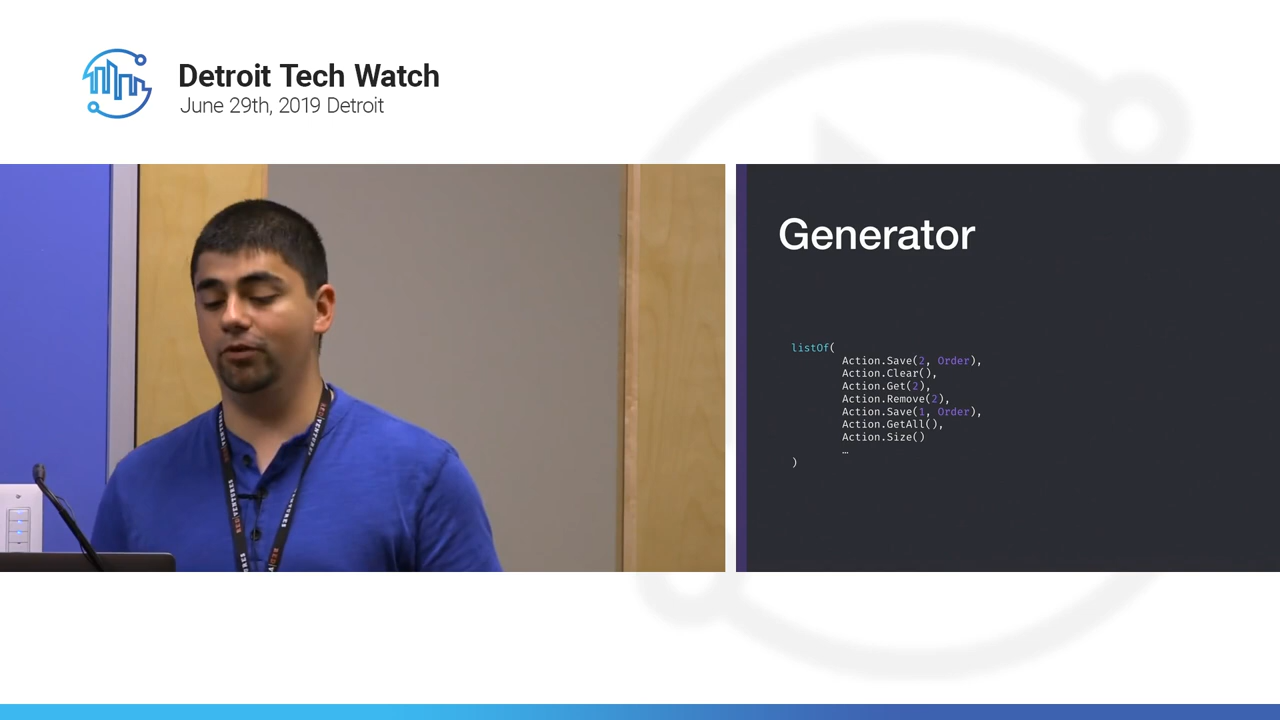 Detroit Tech Watch
June 29th, 2019 Detroit
Generator
listOf(
Action.Save(2, Order),
Action.Clear(),
Action.Get(2),
Action.Remove(2),
Action.Save(1, Order),
Action.GetAll(),
Action.Size()
…
)